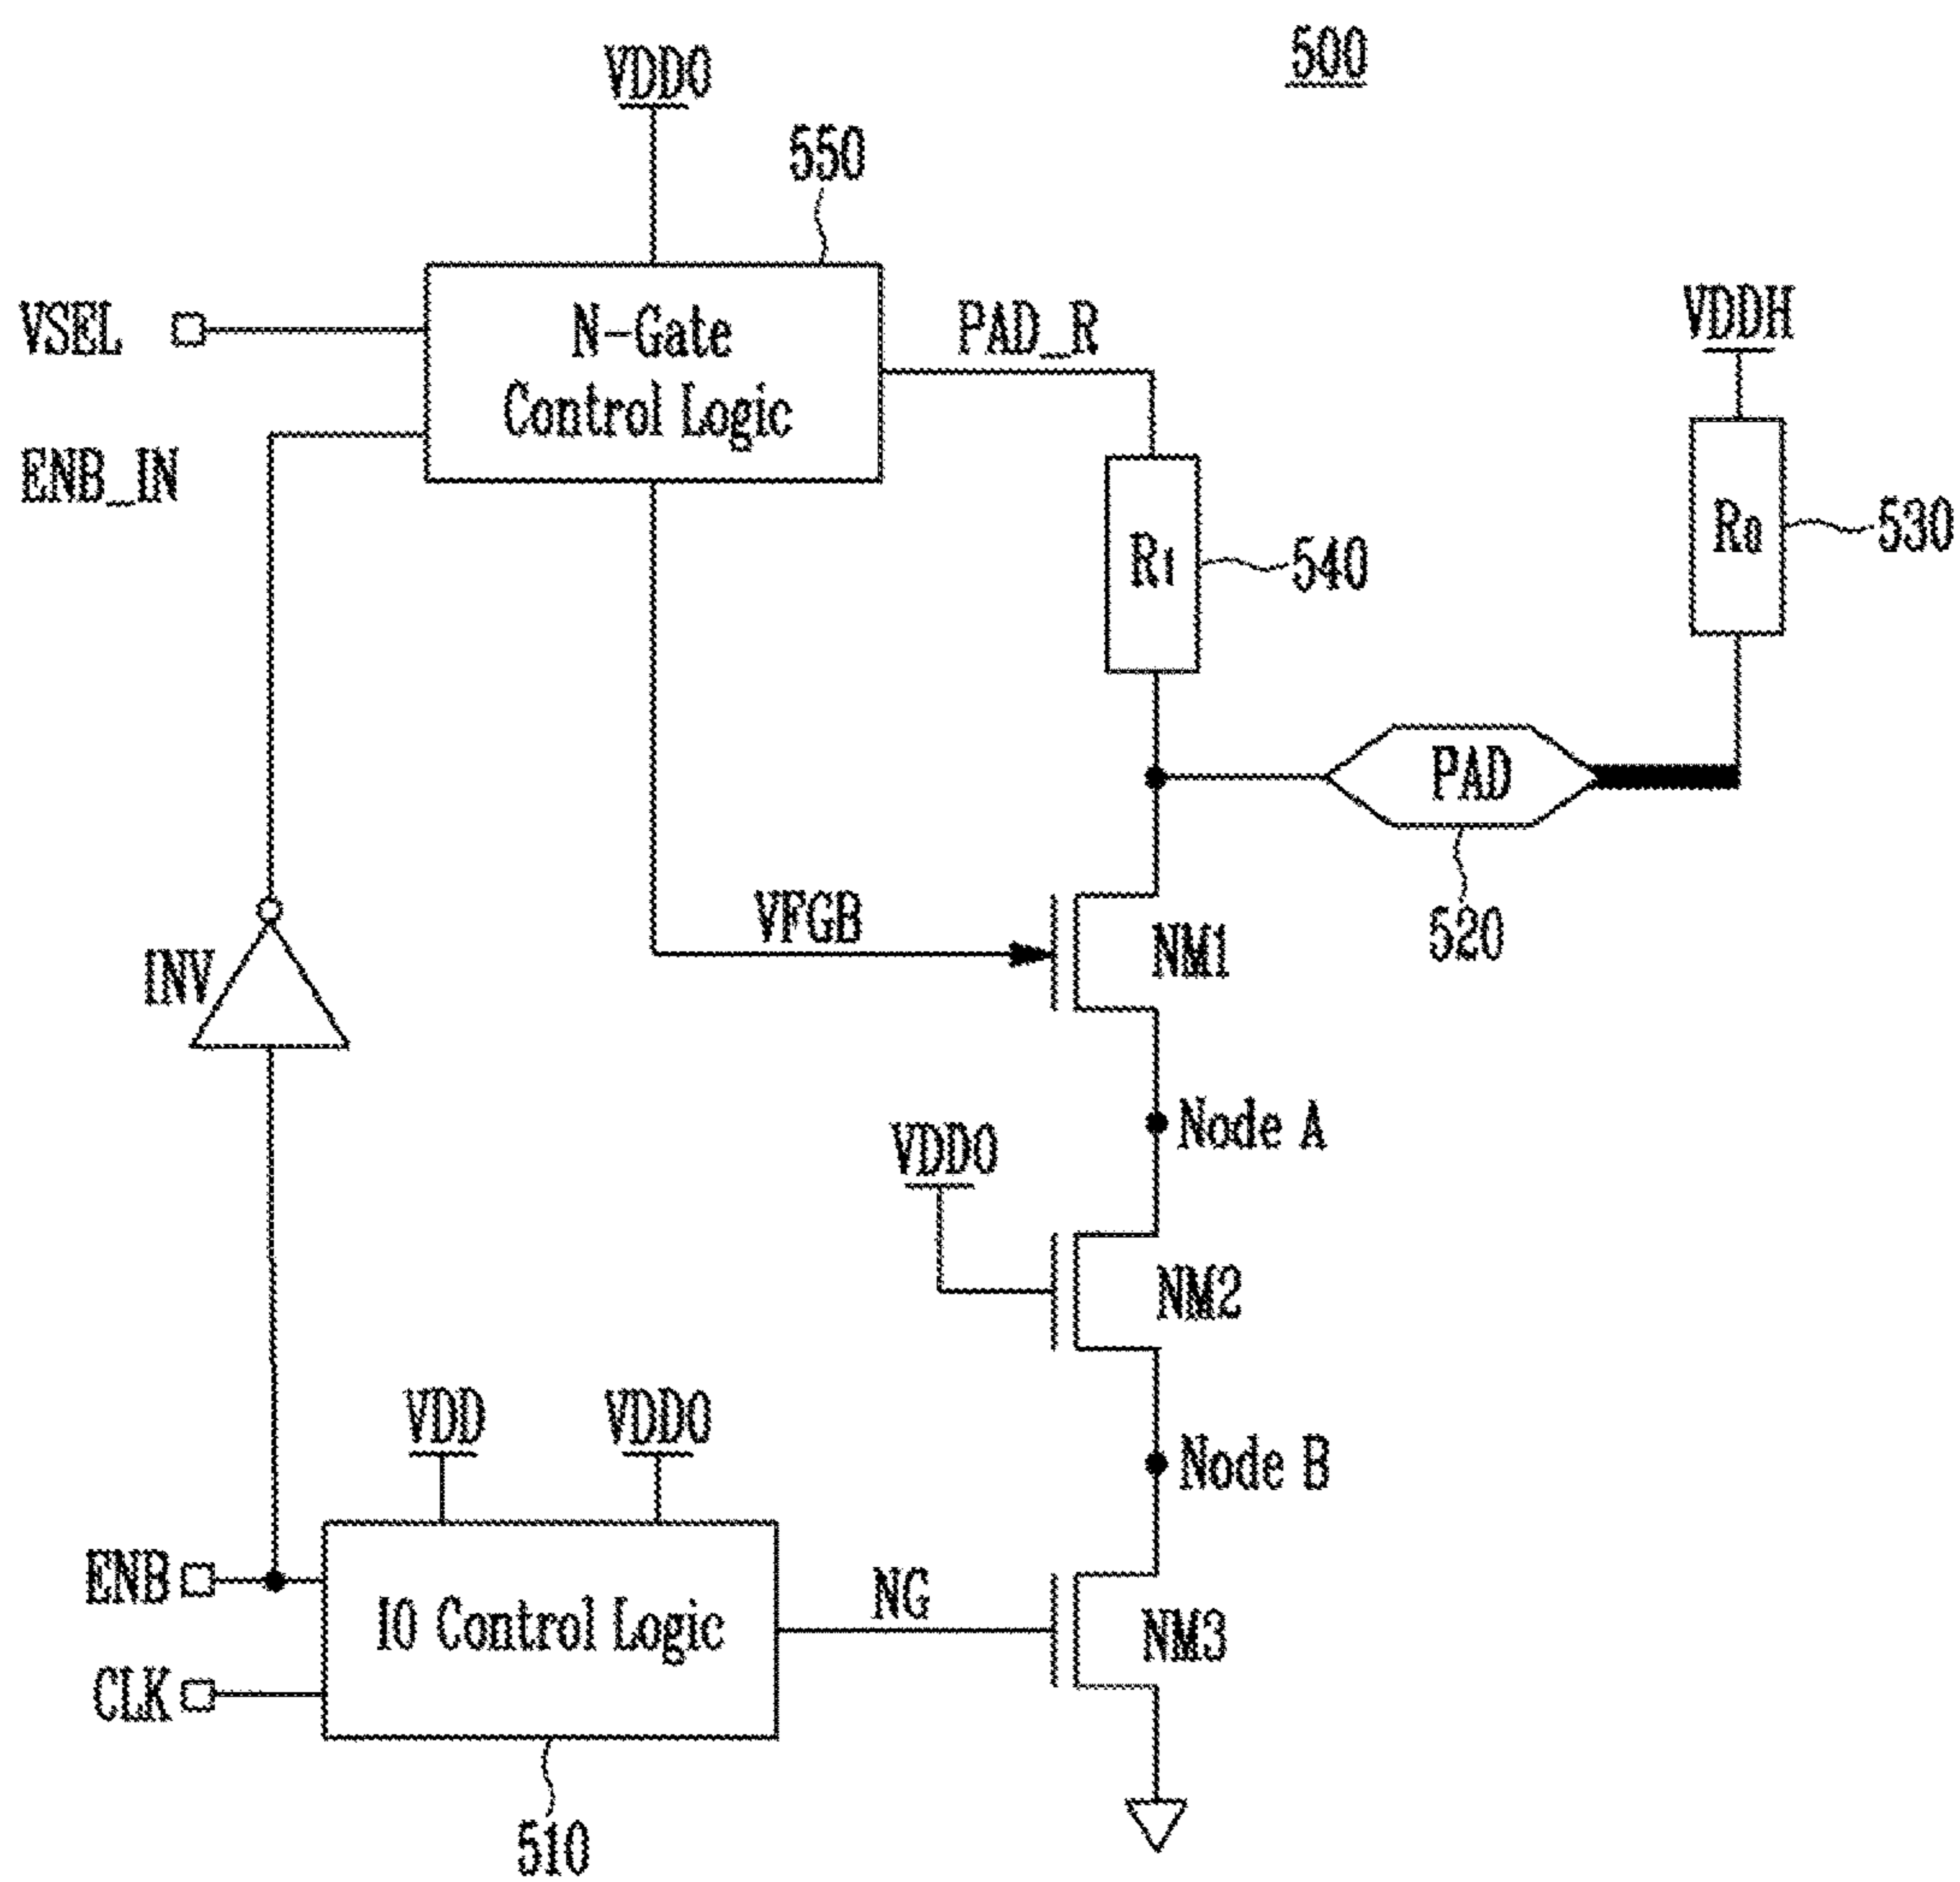 500
VDDO
550
VSEL
N-Gate
Control Logic
PAD_R
VDDH
ENB_IN
R1
540
R0
530
PAD
520
VFGB
NM1
INV
Node A
VDDO
NM2
VDD
VDDO
Node B
ENB
CLK
IO Control Logic
NG
NM3
510